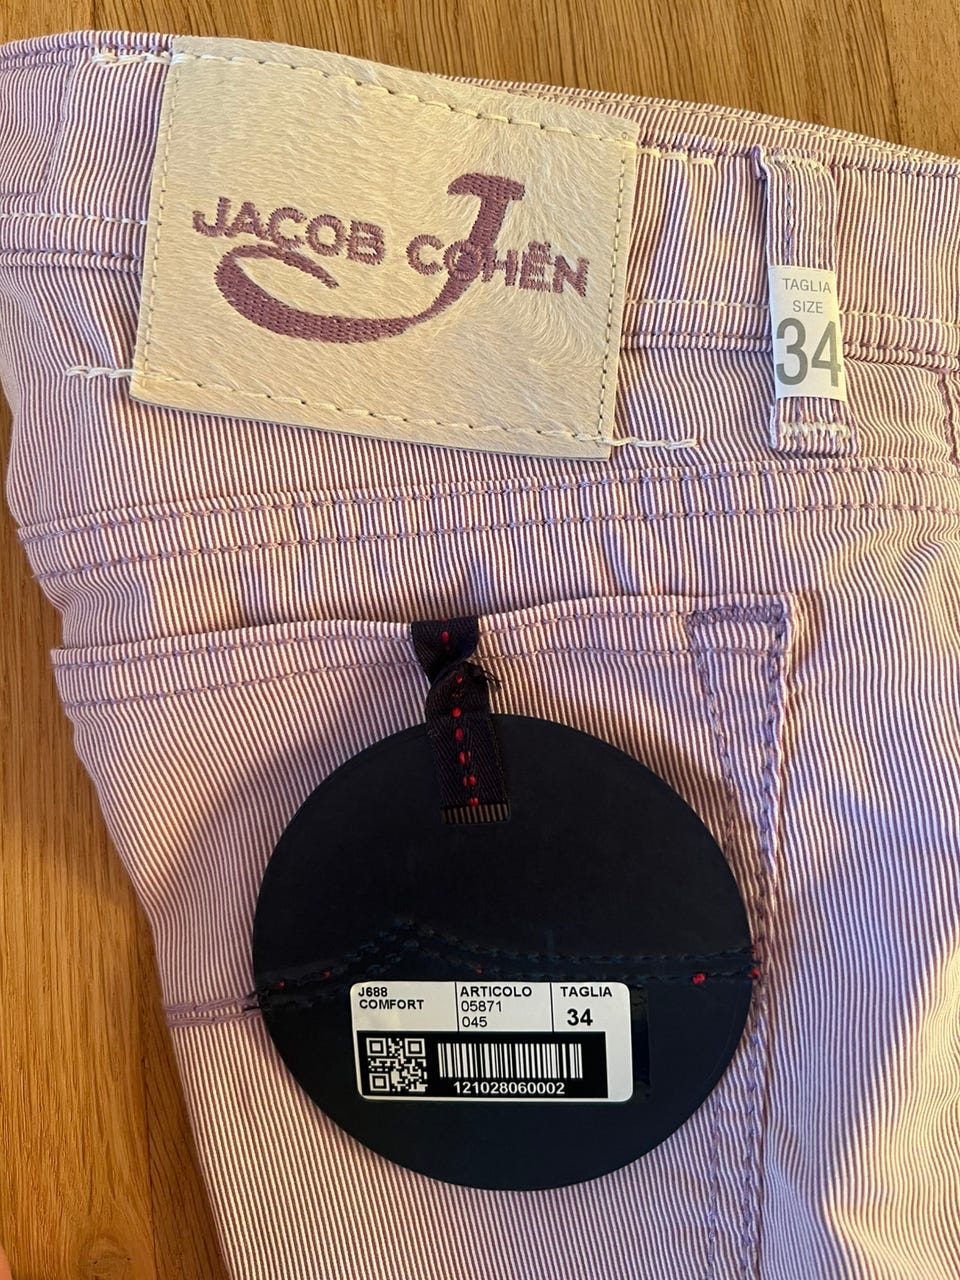 JACOB COHËN
TAGLIA
SIZE
34
J688
COMFORT
ARTICOLO
05871
045
TAGLIA
34
121028060002